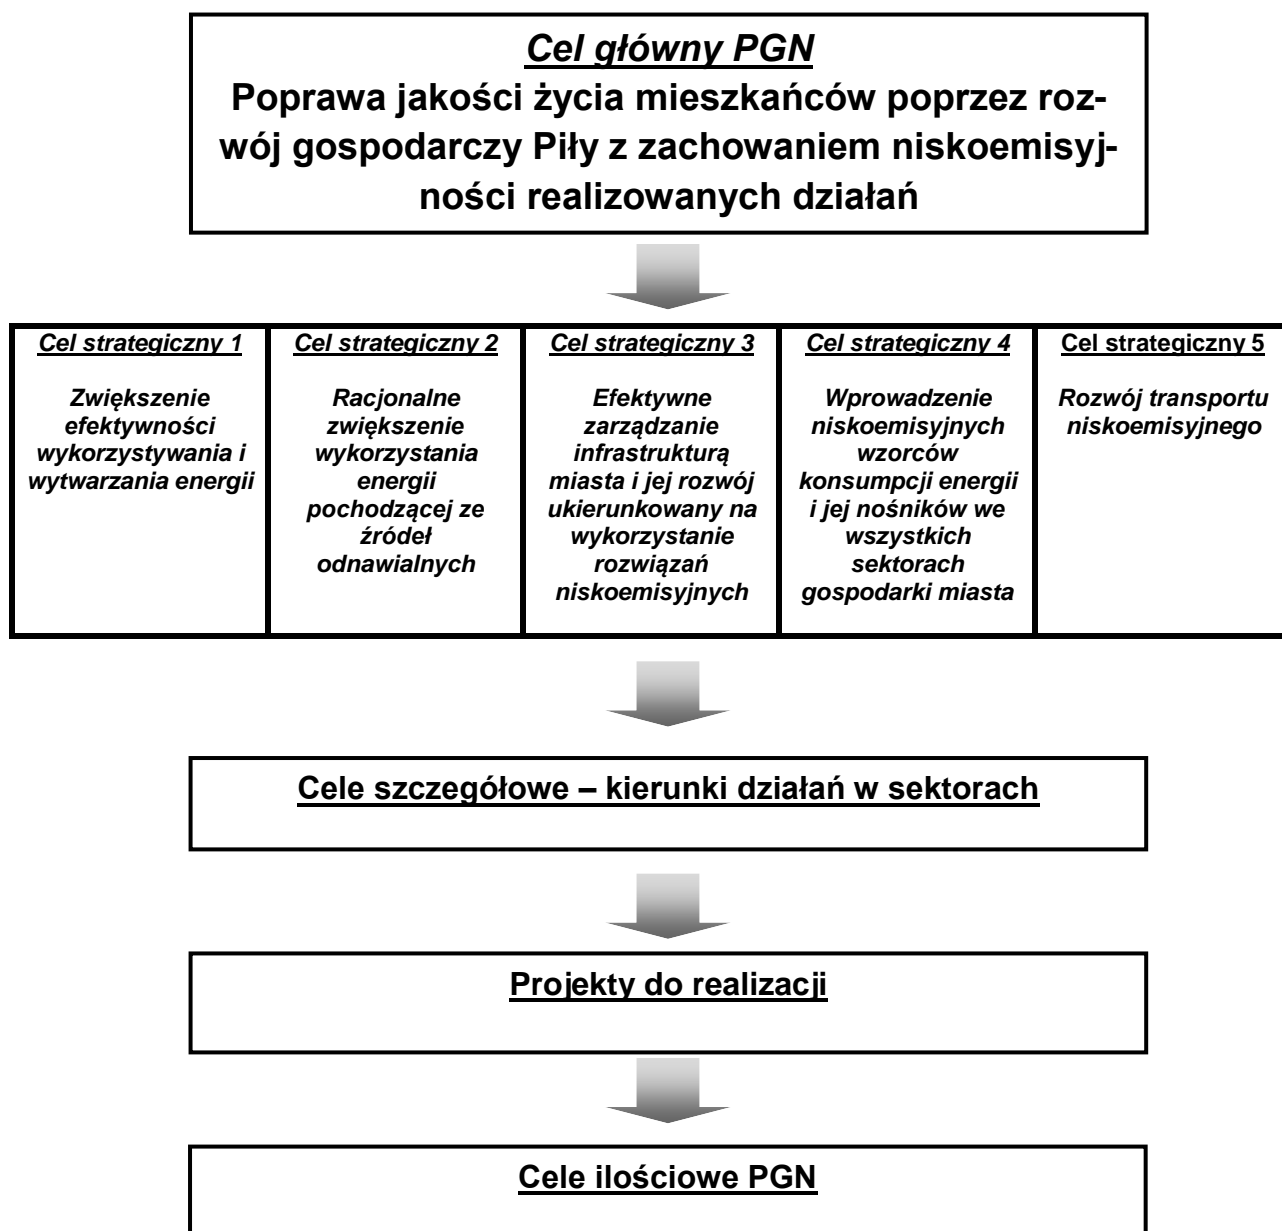 Cel główny PGN
Poprawa jakości życia mieszkańców poprzez roz-
wój gospodarczy Piły z zachowaniem niskoemisyj-
ności realizowanych działań
Cel strategiczny 1
Zwiększenie
efektywności
wykorzystywania i
wytwarzania energii
Cel strategiczny 2
Racjonalne
zwiększenie
wykorzystania
energii
pochodzącej ze
źródeł
odnawialnych
Cel strategiczny 3
Efektywne
zarządzanie
infrastrukturą
miasta i jej rozwój
ukierunkowany na
wykorzystanie
rozwiązań
niskoemisyjnych
Cel strategiczny 4
Wprowadzenie
niskoemisyjnych
wzorców
konsumpcji energii
i jej nośników we
wszystkich
sektorach
gospodarki miasta
Cel strategiczny 5
Rozwój transportu
niskoemisyjnego
Cele szczegółowe – kierunki działań w sektorach
Projekty do realizacji
Cele ilościowe PGN